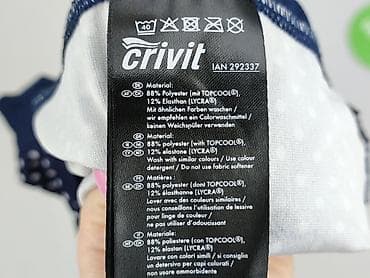 40
crivit
IAN 292337
Material:
88% Polyester (mit TOPCOOL®),
12% Elasthan (LYCRA®)
Mit ähnlichen Farben waschen /
wir empfehlen ein Colorwaschmittel /
keinen Weichspüler verwenden
Material:
88% polyester (with TOPCOOL®),
12% elastane (LYCRA®)
Wash with similar colours / Use colour
detergent / Do not use fabric softener
Matières :
88% polyester (dont TOPCOOL®),
12% élasthanne (LYCRA®)
Laver avec des couleurs similaires /
nous conseillons l'utilisation de lessive
pour linge de couleur /
ne pas utiliser d'adoucissant
Materiale:
88% poliestere (con TOPCOOL®),
12% elastan (LYCRA®)
Lavare con colori simili / si consiglia
un detersivo per capi colorati /
non usare ammorbidente